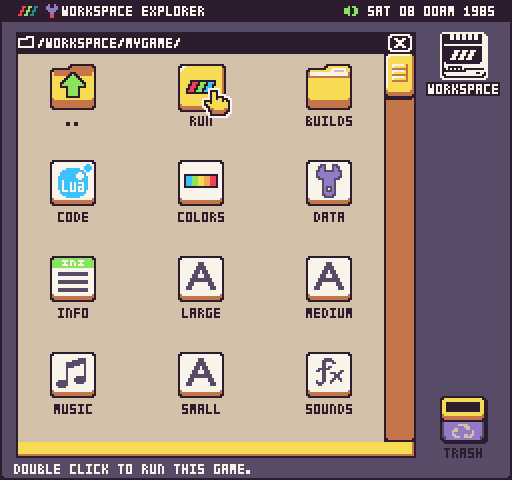 WORKSPACE EXPLORER
SAT 08 00AM 1985
/WORKSPACE/MYGAME/
WORKSPACE
..
RUN
BUILDS
Lua
CODE
COLORS
DATA
INI
INFO
A
LARGE
A
MEDIUM
MUSIC
A
SMALL
fx
SOUNDS
TRASH
DOUBLE CLICK TO RUN THIS GAME.